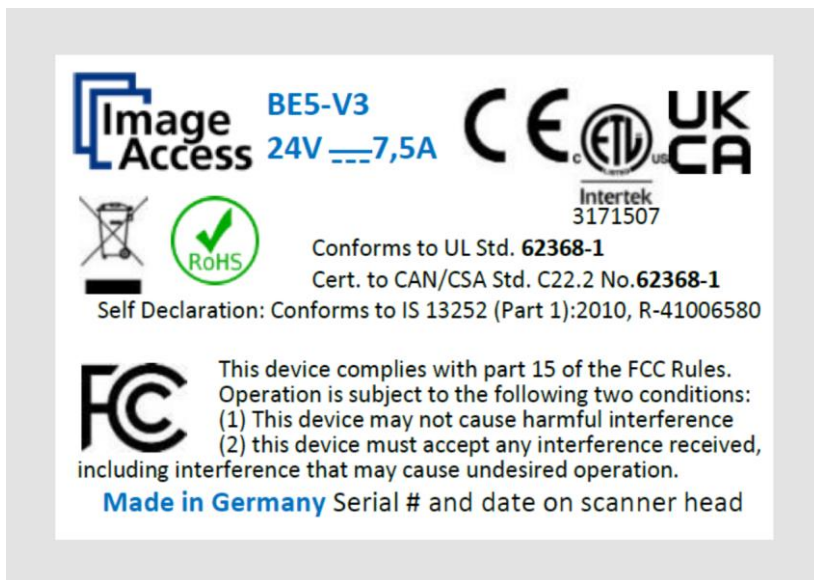 Image
Access
BE5-V3
24V 7,5A
CE
c ETL US
LISTED
Intertek
3171507
UK
CA
RoHS
Conforms to UL Std. 62368-1
Cert. to CAN/CSA Std. C22.2 No.62368-1
Self Declaration: Conforms to IS 13252 (Part 1):2010, R-41006580
FC
This device complies with part 15 of the FCC Rules.
Operation is subject to the following two conditions:
(1) This device may not cause harmful interference
(2) this device must accept any interference received,
including interference that may cause undesired operation.
Made in Germany Serial # and date on scanner head